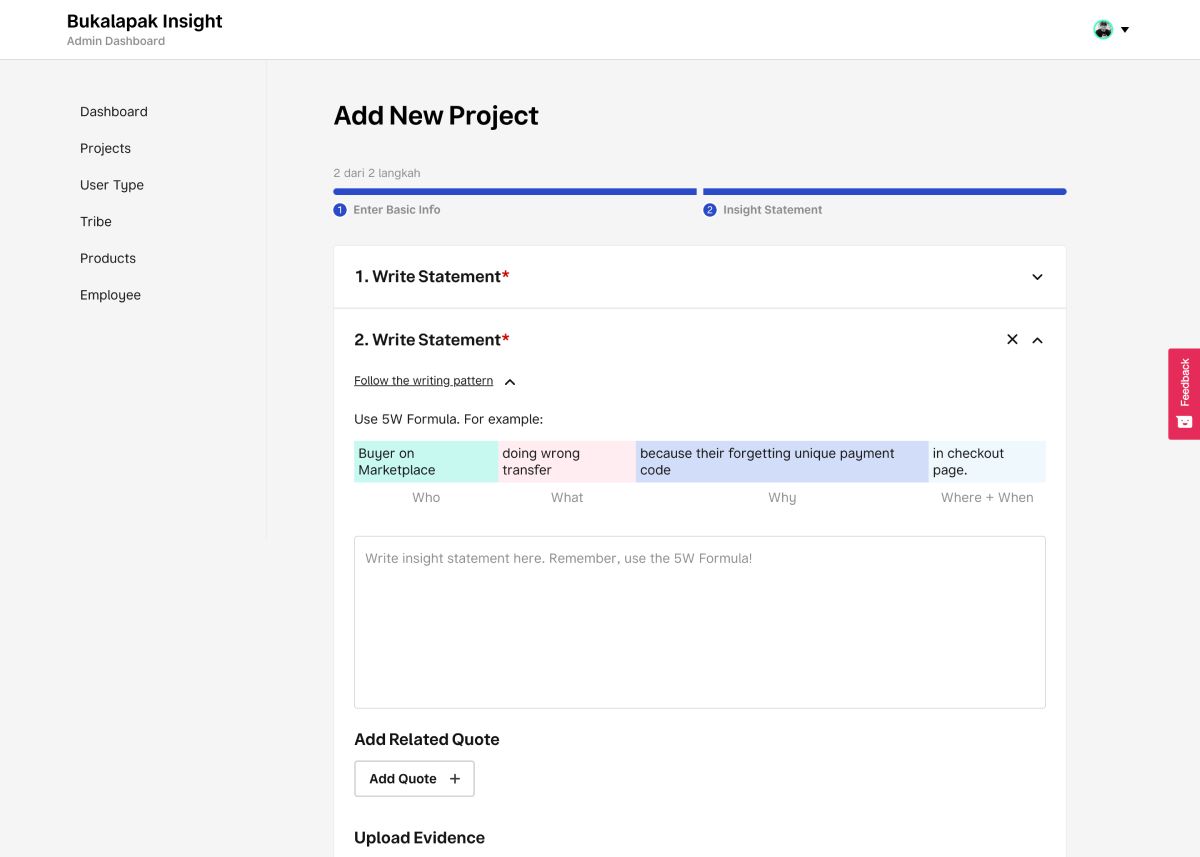 Bukalapak Insight
Admin Dashboard
Dashboard
Projects
User Type
Tribe
Products
Employee
Add New Project
2 dari 2 langkah
1 Enter Basic Info
2 Insight Statement
1. Write Statement*
2. Write Statement*
Follow the writing pattern
Use 5W Formula. For example:
Buyer on
Marketplace
Who
doing wrong
transfer
What
because their forgetting unique payment
code
Why
in checkout
page.
Where + When
Write insight statement here. Remember, use the 5W Formula!
Add Related Quote
Add Quote +
Upload Evidence
Feedback